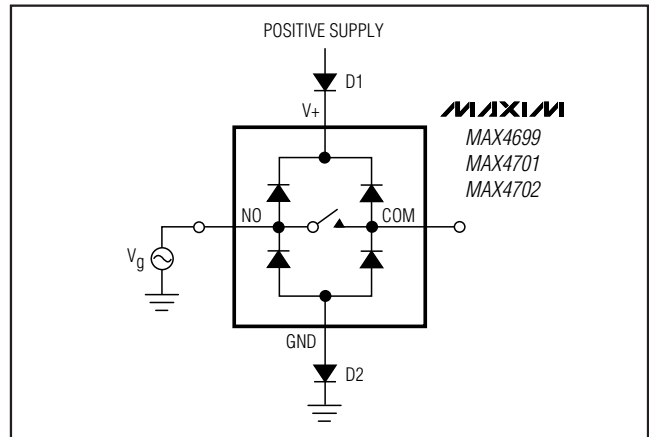 POSITIVE SUPPLY
D1
V+
MAXIM
MAX4699
MAX4701
MAX4702
NO
COM
Vg
GND
D2